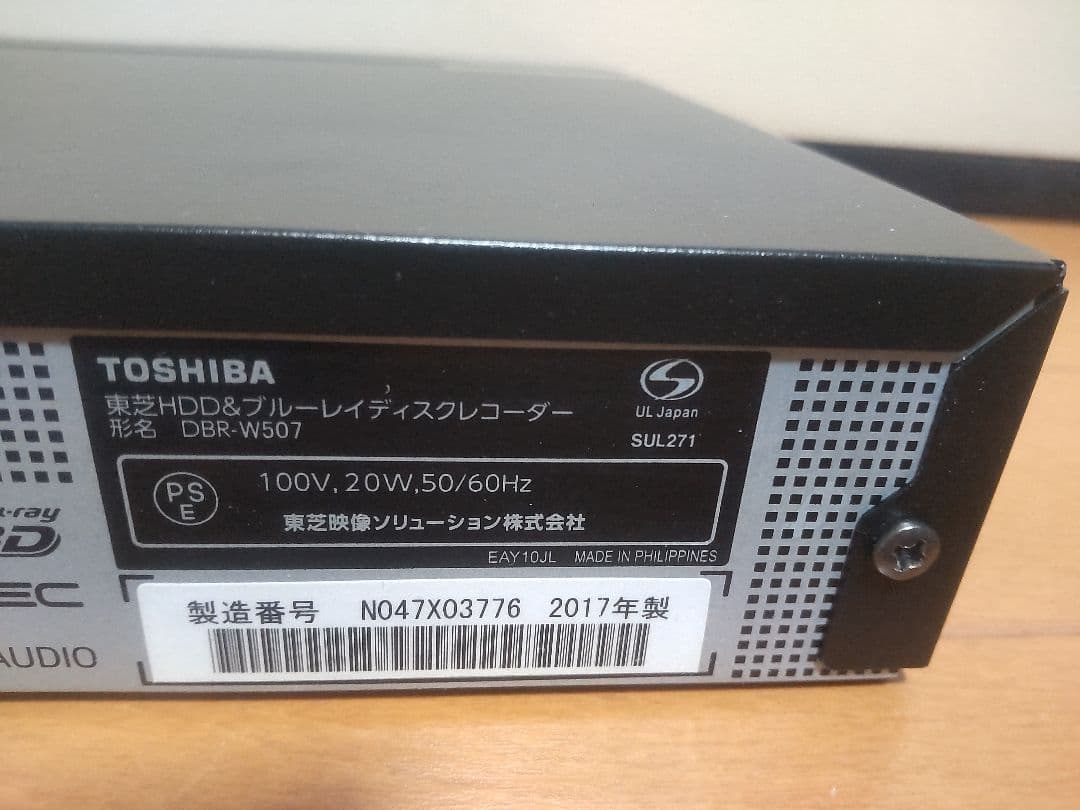 TOSHIBA
東芝HDD&ブルーレイディスクレコーダー
形名 DBR-W507
UL Japan
SUL271
PS
E
100V, 20W, 50/60Hz
東芝映像ソリューション株式会社
EAY10JL MADE IN PHILIPPINES
製造番号 N047X03776 2017年製
AUDIO